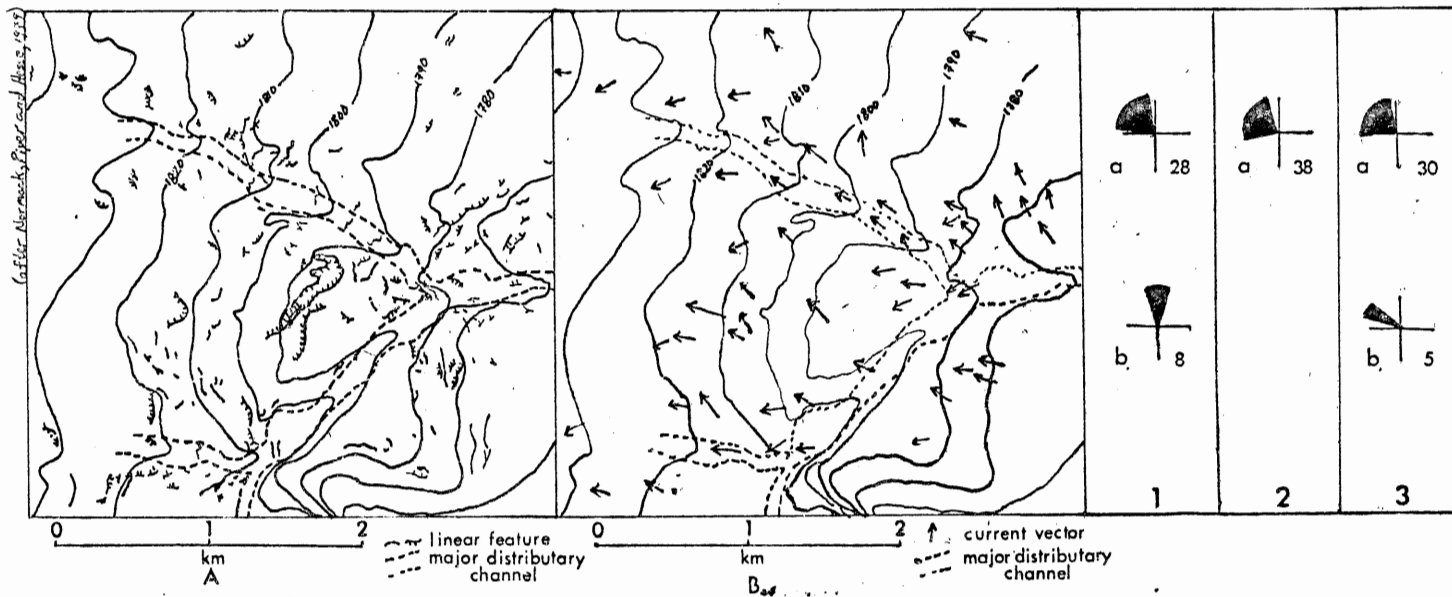 (after Normark, Piper and Hess, 1979)
1820
1810
1800
1790
1780
0 1 2
km
A
linear feature
major distributary
channel
1820
1810
1800
1790
1780
0 1 2
km
B
current vector
major distributary
channel
a 28
b 8
1
a 38
2
a 30
b 5
3